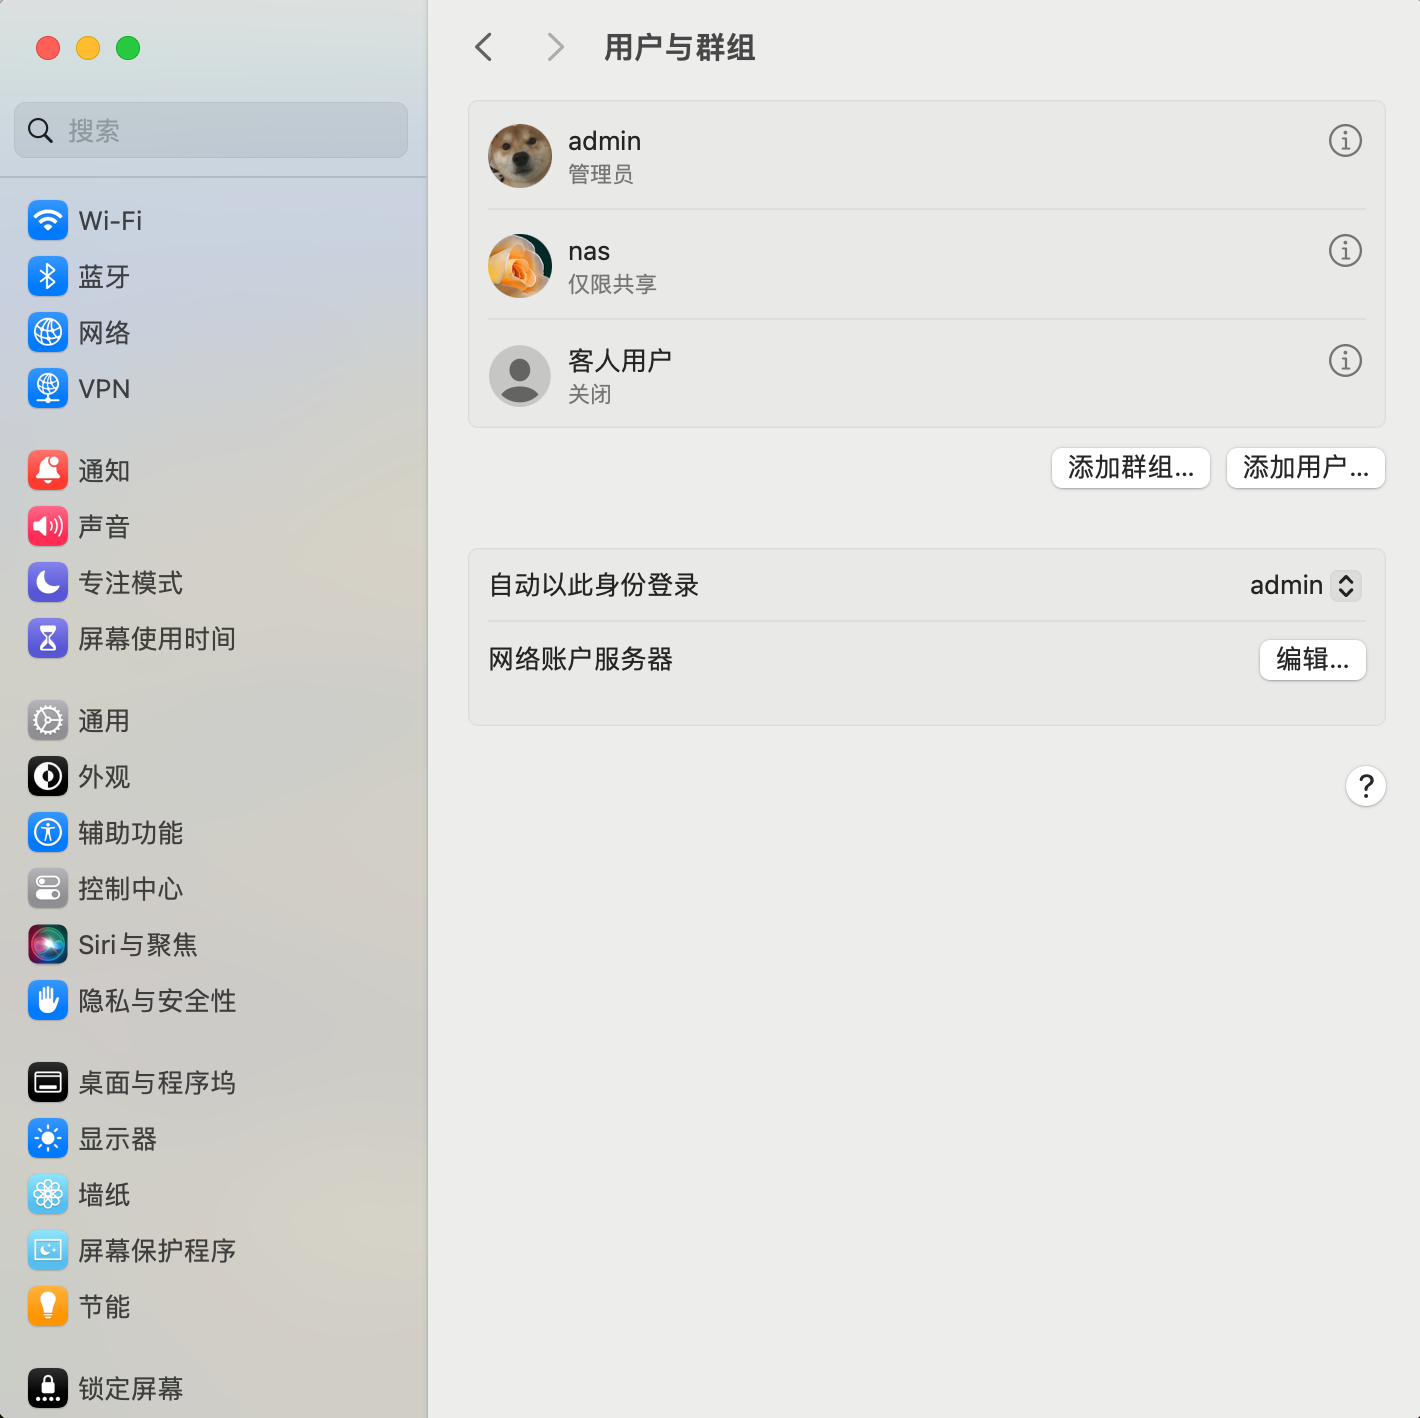 搜索
Wi-Fi
蓝牙
网络
VPN
通知
声音
专注模式
屏幕使用时间
通用
外观
辅助功能
控制中心
Siri与聚焦
隐私与安全性
桌面与程序坞
显示器
墙纸
屏幕保护程序
节能
锁定屏幕
用户与群组
admin
管理员
nas
仅限共享
客人用户
关闭
添加群组...
添加用户...
自动以此身份登录
admin
网络账户服务器
编辑...
?